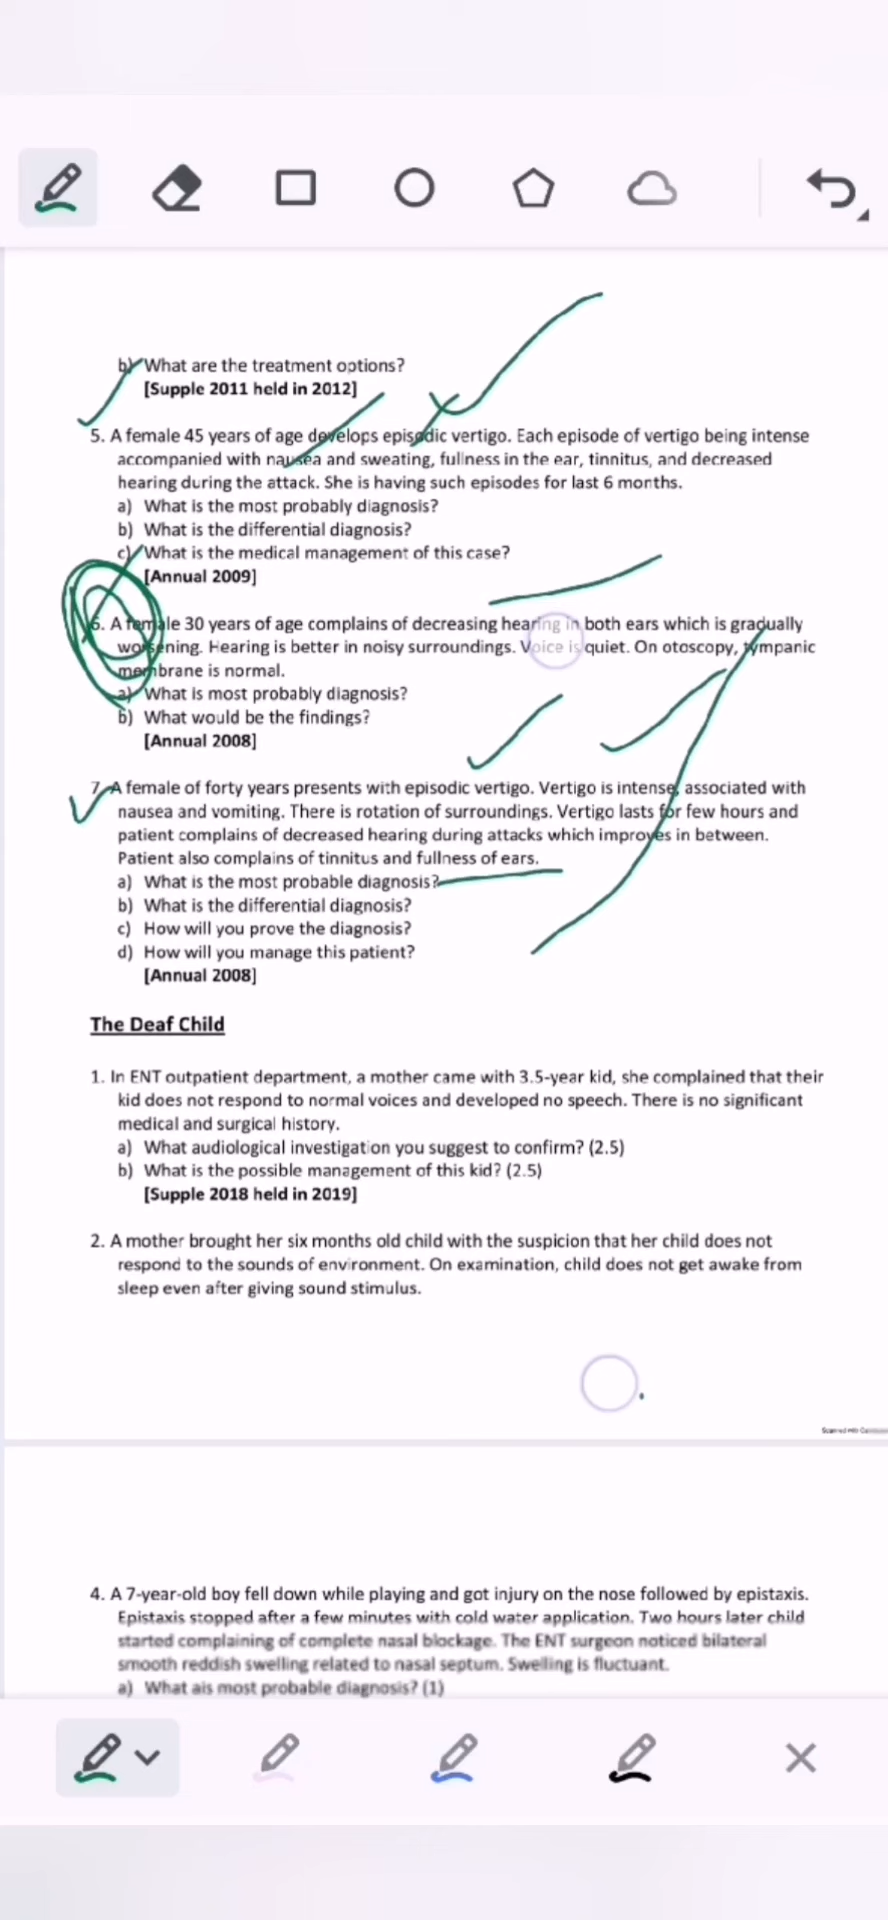 b) What are the treatment options?
[Supple 2011 held in 2012]
5. A female 45 years of age develops episodic vertigo. Each episode of vertigo being intense
accompanied with nausea and sweating, fullness in the ear, tinnitus, and decreased
hearing during the attack. She is having such episodes for last 6 months.
a) What is the most probably diagnosis?
b) What is the differential diagnosis?
c) What is the medical management of this case?
[Annual 2009]
6. A female 30 years of age complains of decreasing hearing in both ears which is gradually
worsening. Hearing is better in noisy surroundings. Voice is quiet. On otoscopy, tympanic
membrane is normal.
a) What is most probably diagnosis?
b) What would be the findings?
[Annual 2008]
7. A female of forty years presents with episodic vertigo. Vertigo is intense, associated with
nausea and vomiting. There is rotation of surroundings. Vertigo lasts for few hours and
patient complains of decreased hearing during attacks which improves in between.
Patient also complains of tinnitus and fullness of ears.
a) What is the most probable diagnosis?
b) What is the differential diagnosis?
c) How will you prove the diagnosis?
d) How will you manage this patient?
[Annual 2008]
The Deaf Child
1. In ENT outpatient department, a mother came with 3.5-year kid, she complained that their
kid does not respond to normal voices and developed no speech. There is no significant
medical and surgical history.
a) What audiological investigation you suggest to confirm? (2.5)
b) What is the possible management of this kid? (2.5)
[Supple 2018 held in 2019]
2. A mother brought her six months old child with the suspicion that her child does not
respond to the sounds of environment. On examination, child does not get awake from
sleep even after giving sound stimulus.
4. A 7-year-old boy fell down while playing and got injury on the nose followed by epistaxis.
Epistaxis stopped after a few minutes with cold water application. Two hours later child
started complaining of complete nasal blockage. The ENT surgeon noticed bilateral
smooth reddish swelling related to nasal septum. Swelling is fluctuant.
a) What ais most probable diagnosis? (1)